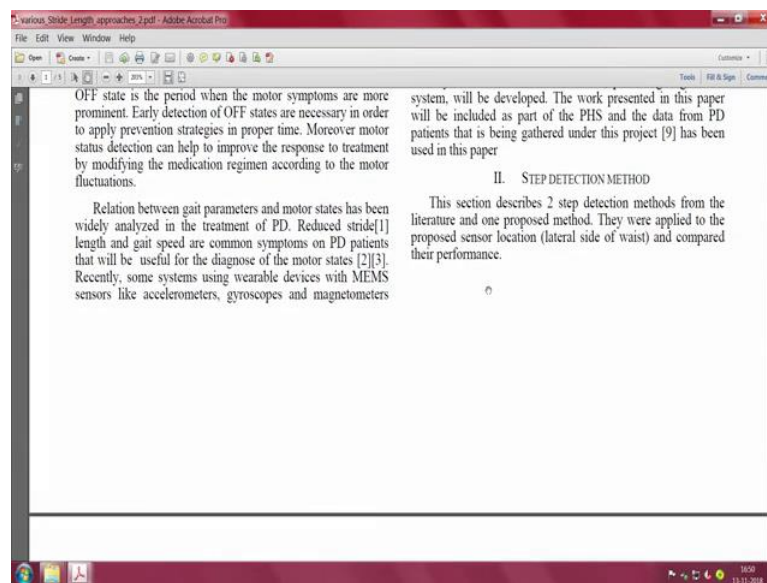 various_Stride_Length_approaches_2.pdf - Adobe Acrobat Pro
File Edit View Window Help
Open Create Customize
1 / 5 Tools Fill & Sign Comme
OFF state is the period when the motor symptoms are more
prominent. Early detection of OFF states are necessary in order
to apply prevention strategies in proper time. Moreover motor
status detection can help to improve the response to treatment
by modifying the medication regimen according to the motor
fluctuations.
Relation between gait parameters and motor states has been
widely analyzed in the treatment of PD. Reduced stride[1]
length and gait speed are common symptoms on PD patients
that will be useful for the diagnose of the motor states [2][3].
Recently, some systems using wearable devices with MEMS
sensors like accelerometers, gyroscopes and magnetometers
system, will be developed. The work presented in this paper
will be included as part of the PHS and the data from PD
patients that is being gathered under this project [9] has been
used in this paper
II. STEP DETECTION METHOD
This section describes 2 step detection methods from the
literature and one proposed method. They were applied to the
proposed sensor location (lateral side of waist) and compared
their performance.
1650
13-11-2018